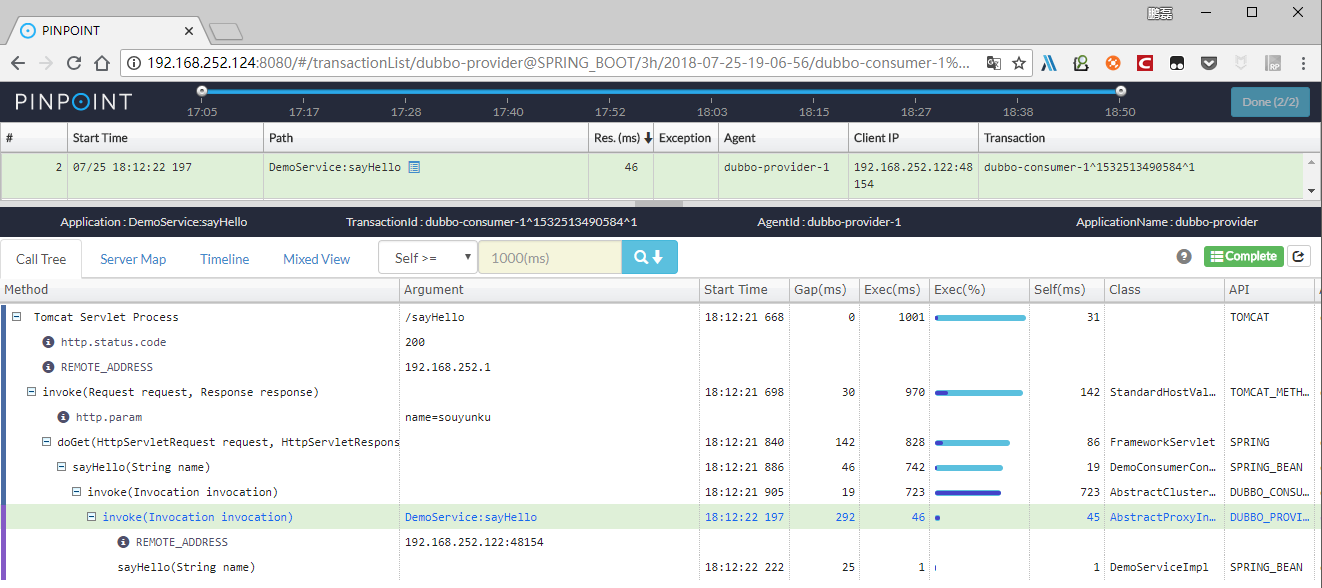 鹏磊
PINPOINT
192.168.252.124:8080/#/transactionList/dubbo-provider@SPRING_BOOT/3h/2018-07-25-19-06-56/dubbo-consumer-1%...
PINPOINT 17:05 17:17 17:28 17:40 17:52 18:03 18:15 18:27 18:38 18:50 Done (2/2)
# Start Time Path Res. (ms) Exception Agent Client IP Transaction
2 07/25 18:12:22 197 DemoService:sayHello 46 dubbo-provider-1 192.168.252.122:48 dubbo-consumer-1^1532513490584^1
154
Application : DemoService:sayHello TransactionId : dubbo-consumer-1^1532513490584^1 AgentId : dubbo-provider-1 ApplicationName : dubbo-provider
Call Tree Server Map Timeline Mixed View Self >= 1000(ms) ? Complete
Method Argument Start Time Gap(ms) Exec(ms) Exec(%) Self(ms) Class API
Tomcat Servlet Process /sayHello 18:12:21 668 0 1001 31 TOMCAT
http.status.code 200
REMOTE_ADDRESS 192.168.252.1
invoke(Request request, Response response) 18:12:21 698 30 970 142 StandardHostVal... TOMCAT_METH...
http.param name=souyunku
doGet(HttpServletRequest request, HttpServletRespons 18:12:21 840 142 828 86 FrameworkServlet SPRING
sayHello(String name) 18:12:21 886 46 742 19 DemoConsumerCon... SPRING_BEAN
invoke(Invocation invocation) 18:12:21 905 19 723 723 AbstractCluster... DUBBO_CONSU...
invoke(Invocation invocation) DemoService:sayHello 18:12:22 197 292 46 45 AbstractProxyIn... DUBBO_PROVI...
REMOTE_ADDRESS 192.168.252.122:48154
sayHello(String name) 18:12:22 222 25 1 1 DemoServiceImpl SPRING_BEAN